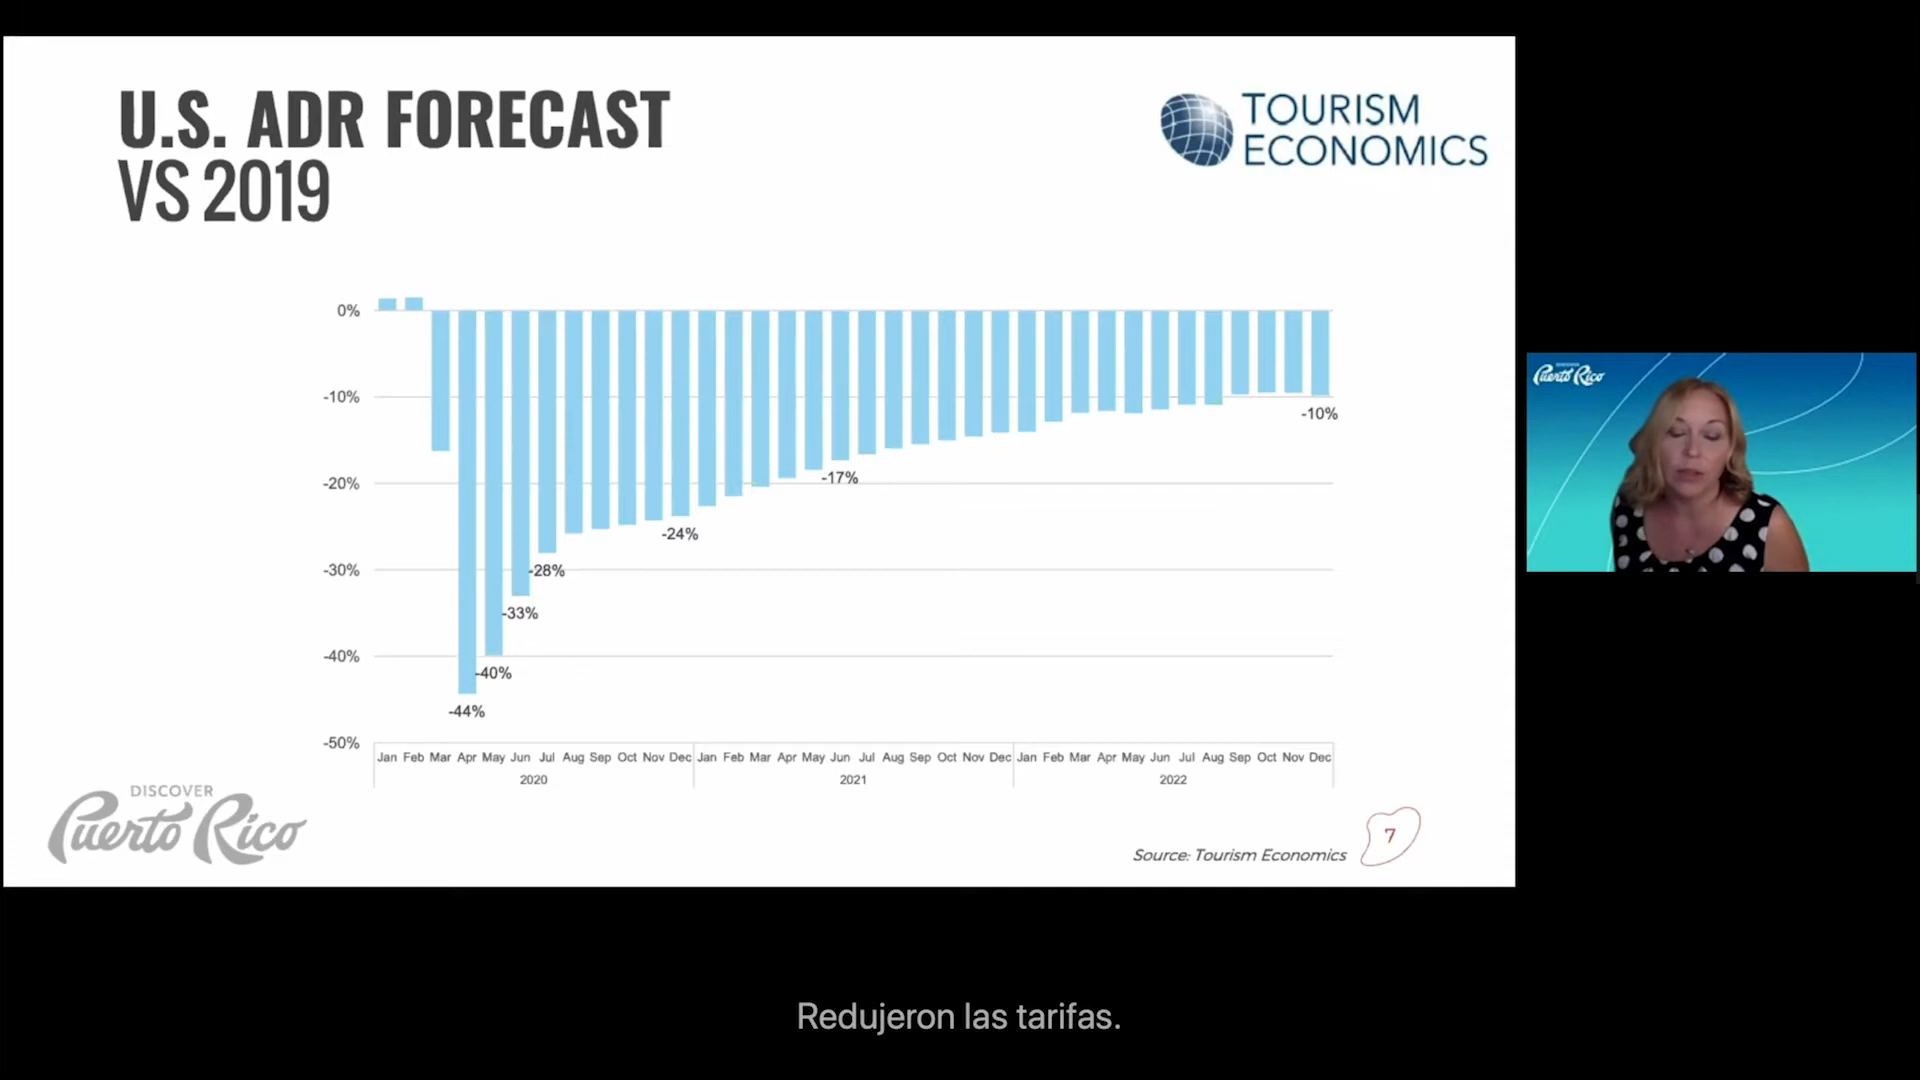 U.S. ADR FORECAST
VS 2019
TOURISM
ECONOMICS
0%
-10%
-20%
-30%
-40%
-50%
-44%
-40%
-33%
-28%
-24%
-17%
-10%
Jan Feb Mar Apr May Jun Jul Aug Sep Oct Nov Dec Jan Feb Mar Apr May Jun Jul Aug Sep Oct Nov Dec Jan Feb Mar Apr May Jun Jul Aug Sep Oct Nov Dec
2020 2021 2022
DISCOVER
Puerto Rico
Source: Tourism Economics
7
Puerto Rico
Redujeron las tarifas.